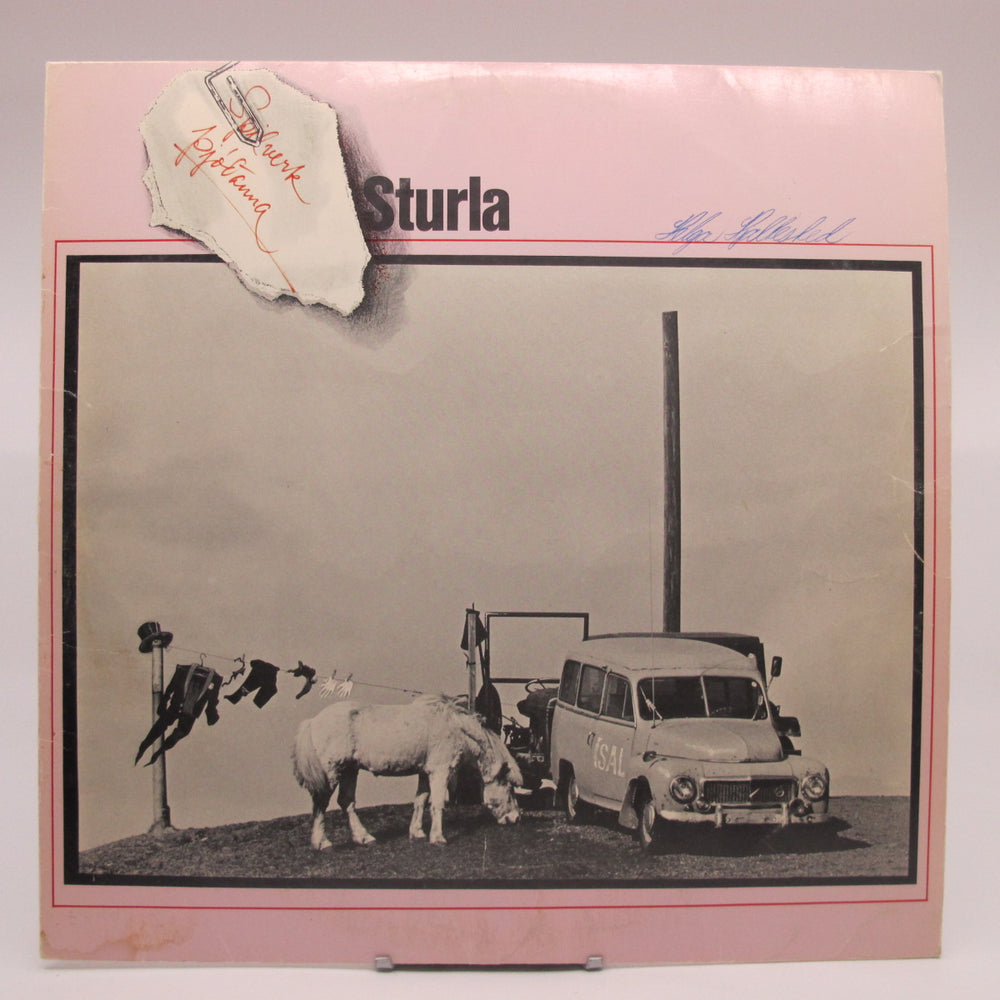 Spilverk
þjóðanna
Sturla
ÍSAL